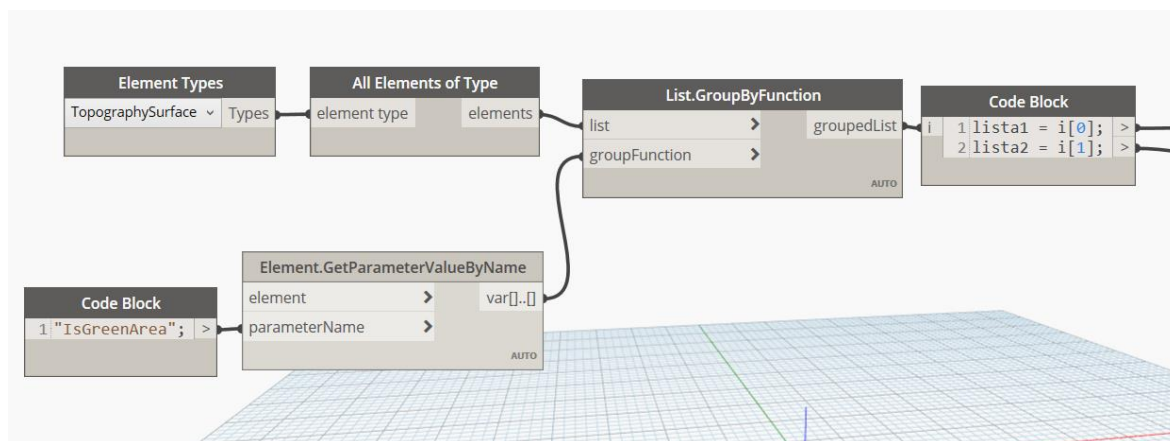 Element Types
TopographySurface Types
All Elements of Type
element type elements
List.GroupByFunction
list > groupedList
groupFunction >
AUTO
Code Block
i 1 lista1 = i[0]; >
2 lista2 = i[1]; >
Element.GetParameterValueByName
element > var[]..[]
parameterName >
AUTO
Code Block
1 "IsGreenArea"; >